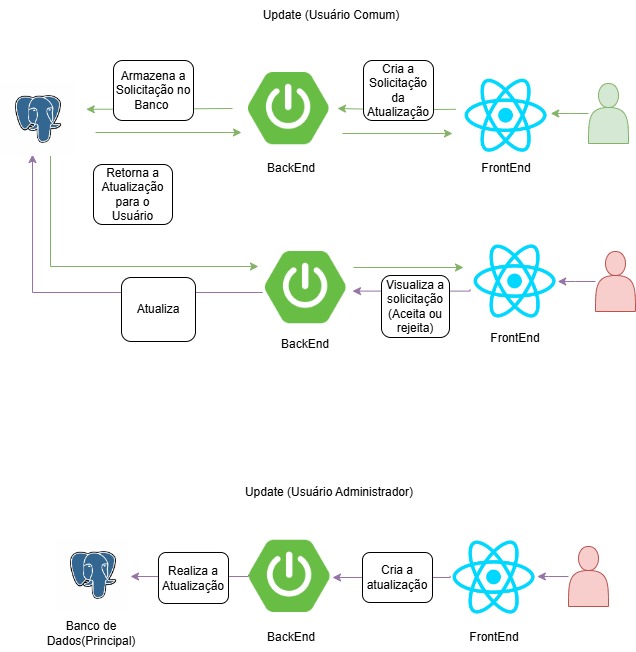 Update (Usuário Comum)
Armazena a
Solicitação no
Banco
Cria a
Solicitação
da
Atualização
BackEnd
FrontEnd
Retorna a
Atualização
para o
Usuário
Atualiza
Visualiza a
solicitação
(Aceita ou
rejeita)
BackEnd
FrontEnd
Update (Usuário Administrador)
Realiza a
Atualização
Cria a
atualização
Banco de
Dados(Principal)
BackEnd
FrontEnd